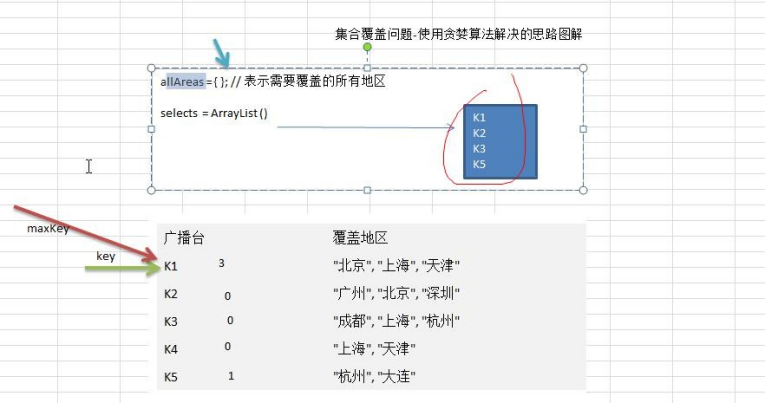 集合覆盖问题-使用贪婪算法解决的思路图解
allAreas = { }; // 表示需要覆盖的所有地区
selects = ArrayList ()
K1
K2
K3
K5
maxKey
key
广播台 覆盖地区
K1 3 "北京", "上海", "天津"
K2 0 "广州", "北京", "深圳"
K3 0 "成都", "上海", "杭州"
K4 0 "上海", "天津"
K5 1 "杭州", "大连"